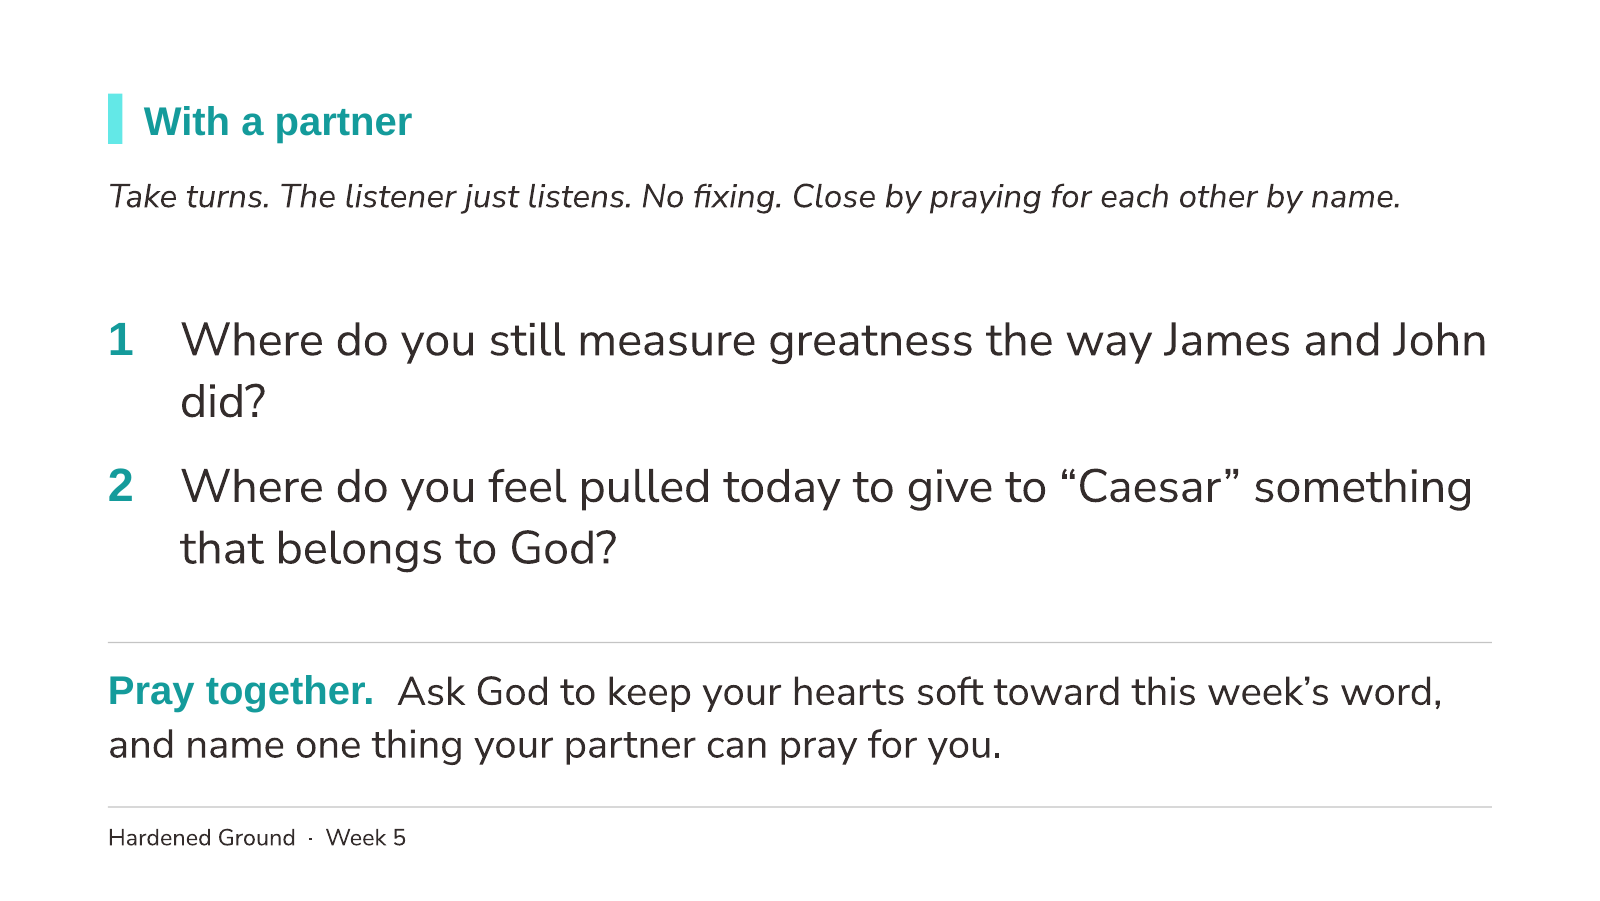 With a partner
Take turns. The listener just listens. No fixing. Close by praying for each other by name.
1 Where do you still measure greatness the way James and John
did?
2 Where do you feel pulled today to give to “Caesar” something
that belongs to God?
Pray together. Ask God to keep your hearts soft toward this week’s word,
and name one thing your partner can pray for you.
Hardened Ground · Week 5